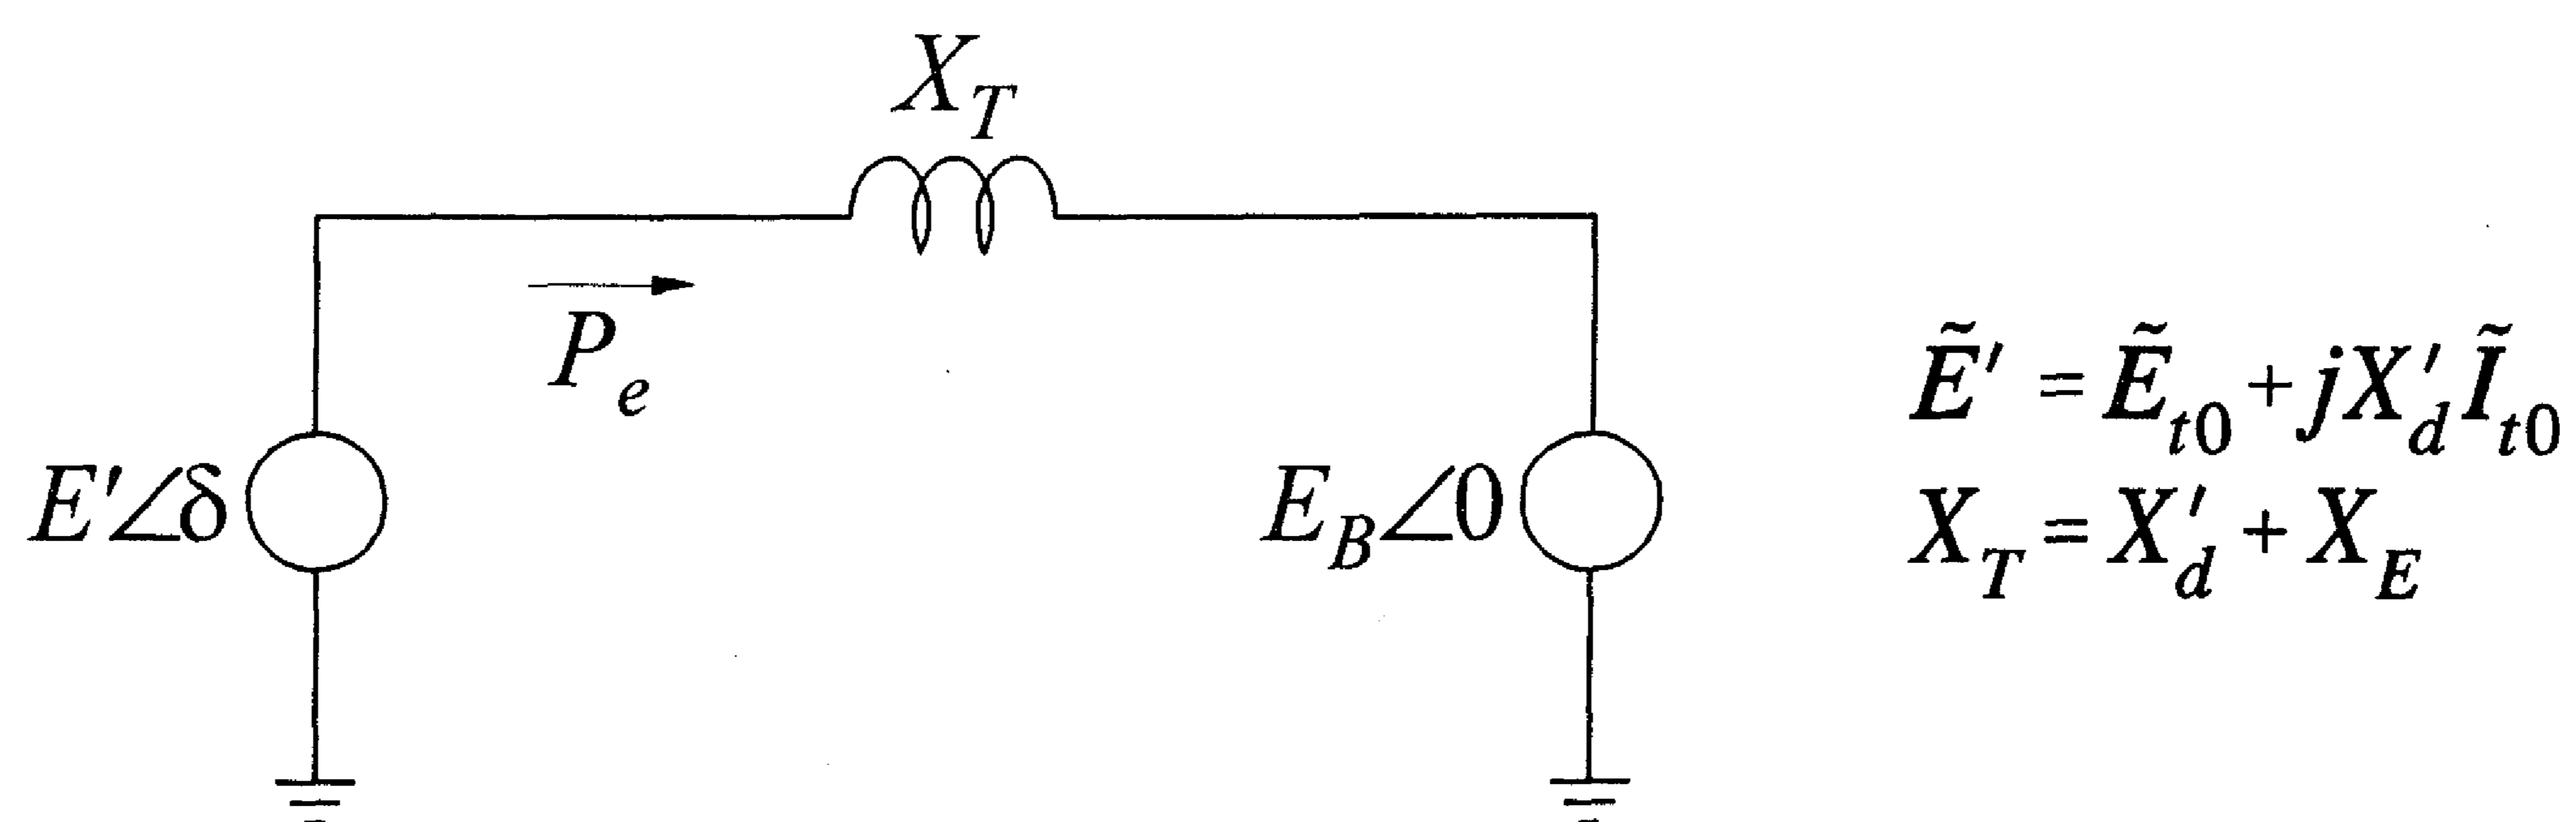 X_T
P_e
E'∠δ
E_B∠0
Ẽ' = Ẽ_t0 + jX'_d Ĩ_t0
X_T = X'_d + X_E